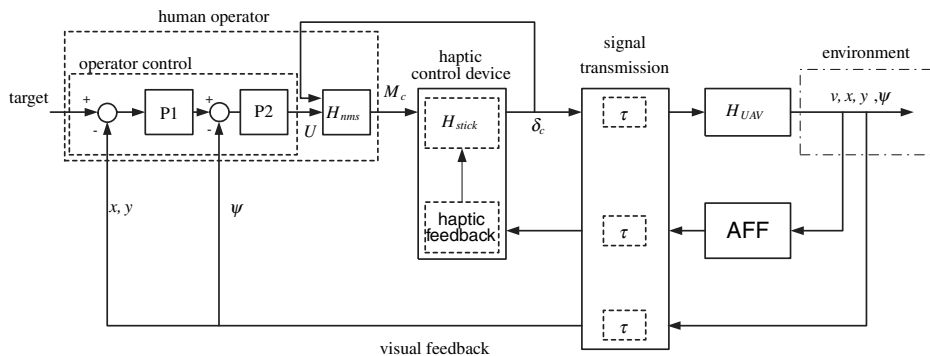 human operator
operator control
target
+
-
P1
+
-
P2
U
H_nms
M_c
haptic
control device
H_stick
haptic
feedback
δ_c
signal
transmission
τ
τ
τ
H_UAV
AFF
environment
v, x, y ,ψ
x, y
ψ
visual feedback